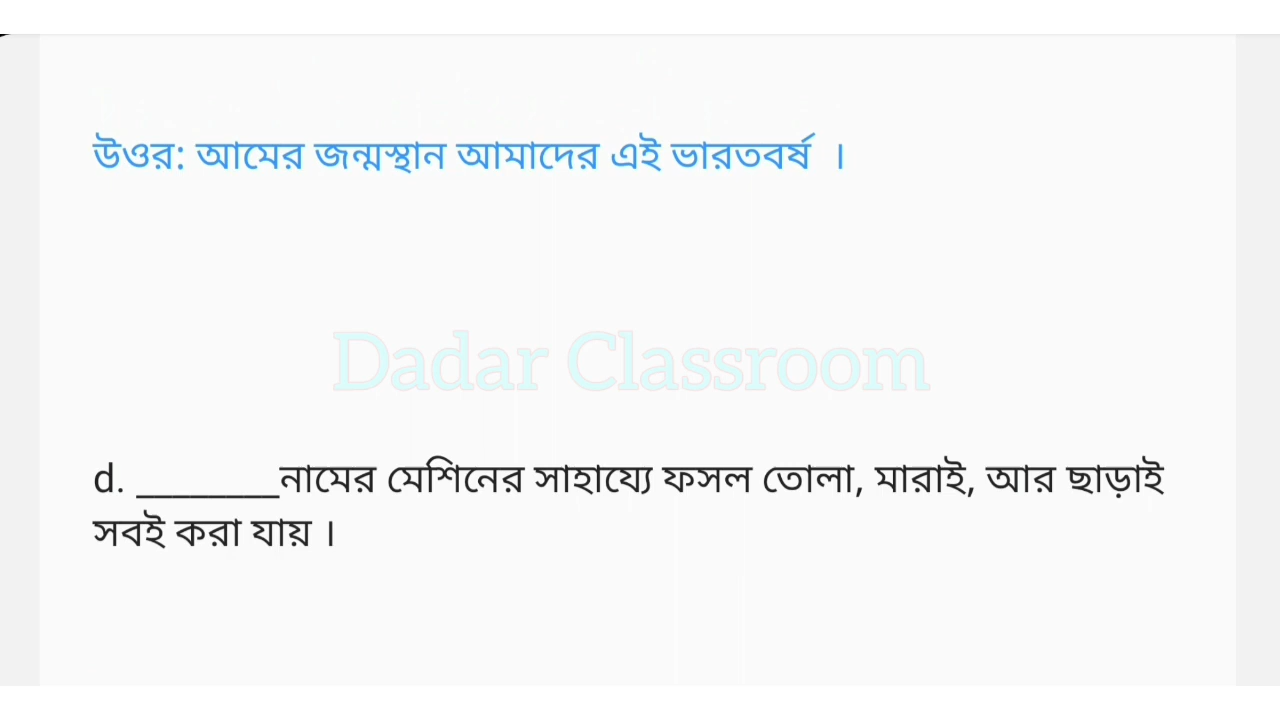 উওর: আমের জন্মস্থান আমাদের এই ভারতবর্ষ ।
Dadar Classroom
d. ________নামের মেশিনের সাহায্যে ফসল তোলা, মারাই, আর ছাড়াই
সবই করা যায় ।